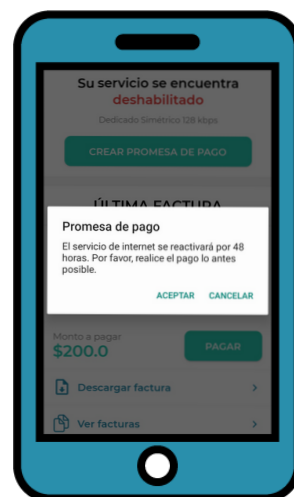 Su servicio se encuentra
deshabilitado
Dedicado Simétrico 128 kbps
CREAR PROMESA DE PAGO
ÚLTIMA FACTURA
Promesa de pago
El servicio de internet se reactivará por 48
horas. Por favor, realice el pago lo antes
posible.
ACEPTAR CANCELAR
Monto a pagar
$200.0 PAGAR
Descargar factura
Ver facturas